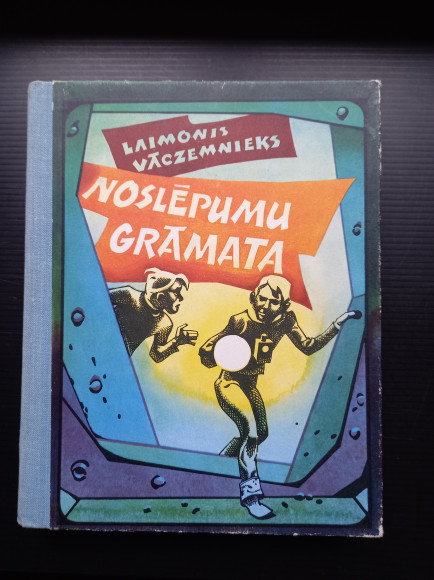 LAIMONIS
VĀCZEMNIEKS
NOSLĒPUMU
GRĀMATA